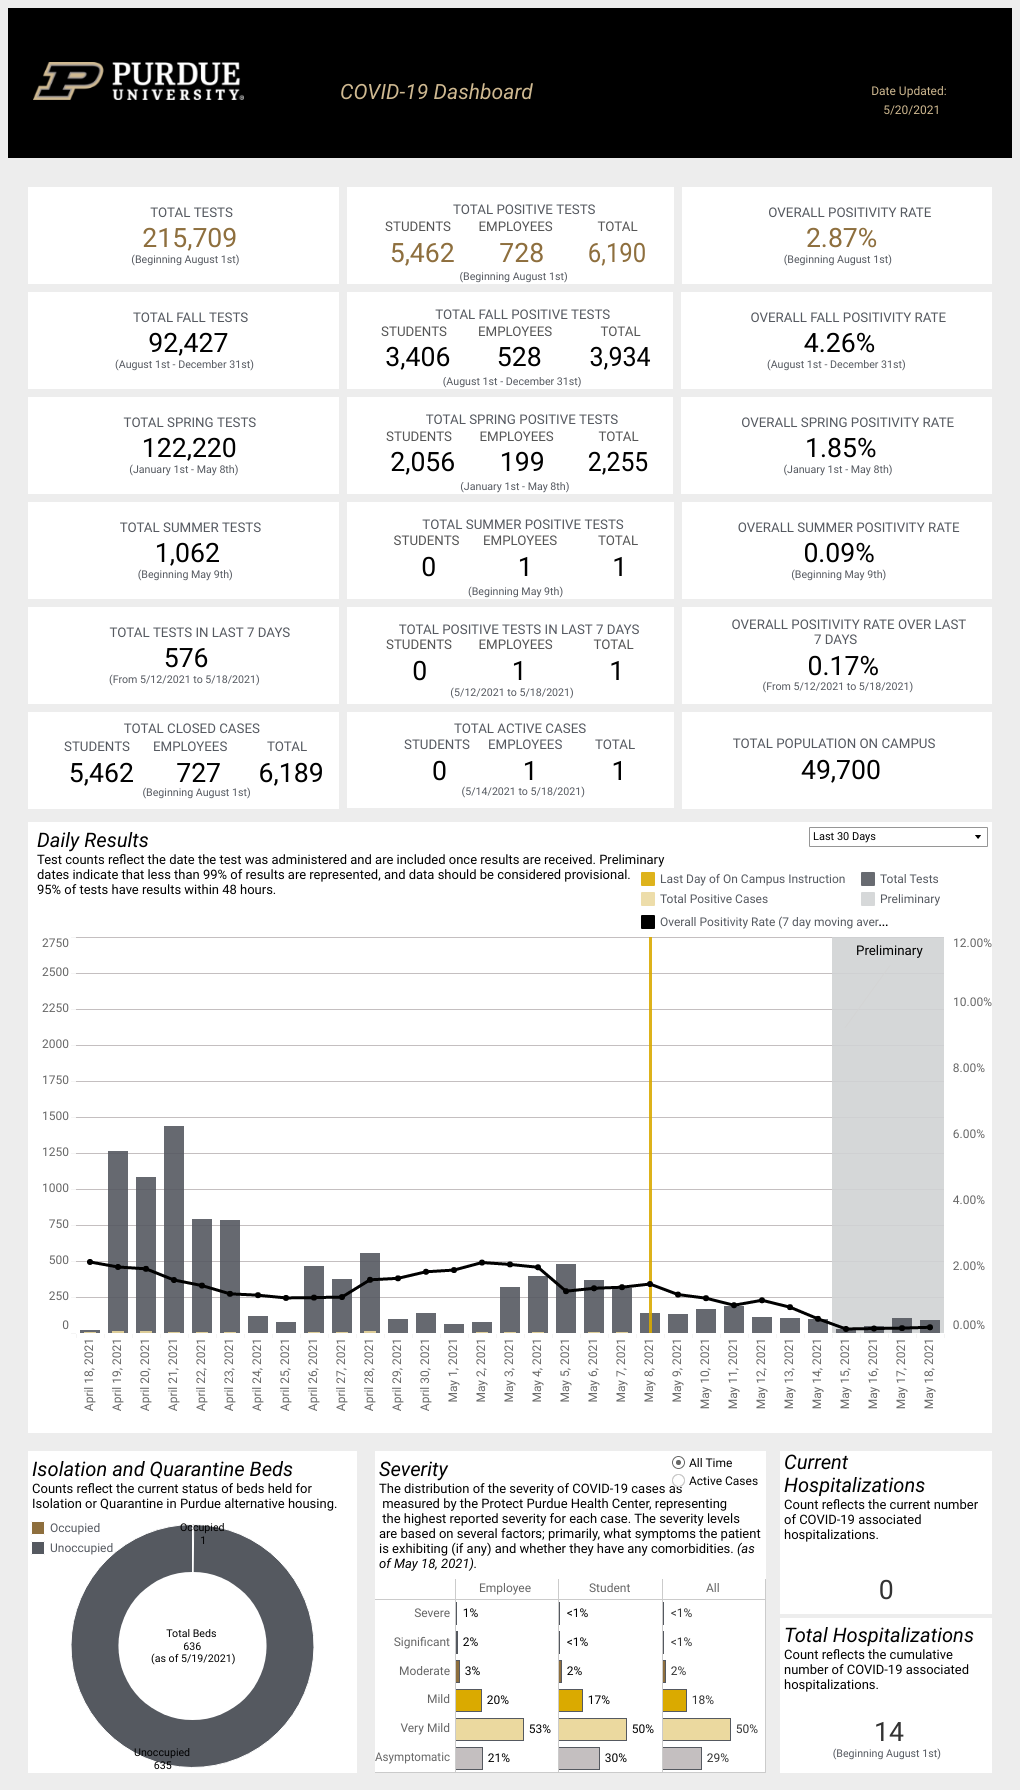 PURDUE
UNIVERSITY®
COVID-19 Dashboard
Date Updated:
5/20/2021
TOTAL TESTS
215,709
(Beginning August 1st)
TOTAL POSITIVE TESTS
STUDENTS EMPLOYEES TOTAL
5,462 728 6,190
(Beginning August 1st)
OVERALL POSITIVITY RATE
2.87%
(Beginning August 1st)
TOTAL FALL TESTS
92,427
(August 1st - December 31st)
TOTAL FALL POSITIVE TESTS
STUDENTS EMPLOYEES TOTAL
3,406 528 3,934
(August 1st - December 31st)
OVERALL FALL POSITIVITY RATE
4.26%
(August 1st - December 31st)
TOTAL SPRING TESTS
122,220
(January 1st - May 8th)
TOTAL SPRING POSITIVE TESTS
STUDENTS EMPLOYEES TOTAL
2,056 199 2,255
(January 1st - May 8th)
OVERALL SPRING POSITIVITY RATE
1.85%
(January 1st - May 8th)
TOTAL SUMMER TESTS
1,062
(Beginning May 9th)
TOTAL SUMMER POSITIVE TESTS
STUDENTS EMPLOYEES TOTAL
0 1 1
(Beginning May 9th)
OVERALL SUMMER POSITIVITY RATE
0.09%
(Beginning May 9th)
TOTAL TESTS IN LAST 7 DAYS
576
(From 5/12/2021 to 5/18/2021)
TOTAL POSITIVE TESTS IN LAST 7 DAYS
STUDENTS EMPLOYEES TOTAL
0 1 1
(5/12/2021 to 5/18/2021)
OVERALL POSITIVITY RATE OVER LAST
7 DAYS
0.17%
(From 5/12/2021 to 5/18/2021)
TOTAL CLOSED CASES
STUDENTS EMPLOYEES TOTAL
5,462 727 6,189
(Beginning August 1st)
TOTAL ACTIVE CASES
STUDENTS EMPLOYEES TOTAL
0 1 1
(5/14/2021 to 5/18/2021)
TOTAL POPULATION ON CAMPUS
49,700
Daily Results
Last 30 Days
Test counts reflect the date the test was administered and are included once results are received. Preliminary
dates indicate that less than 99% of results are represented, and data should be considered provisional.
95% of tests have results within 48 hours.
Last Day of On Campus Instruction
Total Tests
Total Positive Cases
Preliminary
Overall Positivity Rate (7 day moving aver...
2750
2500
2250
2000
1750
1500
1250
1000
750
500
250
0
Preliminary
12.00%
10.00%
8.00%
6.00%
4.00%
2.00%
0.00%
April 18, 2021
April 19, 2021
April 20, 2021
April 21, 2021
April 22, 2021
April 23, 2021
April 24, 2021
April 25, 2021
April 26, 2021
April 27, 2021
April 28, 2021
April 29, 2021
April 30, 2021
May 1, 2021
May 2, 2021
May 3, 2021
May 4, 2021
May 5, 2021
May 6, 2021
May 7, 2021
May 8, 2021
May 9, 2021
May 10, 2021
May 11, 2021
May 12, 2021
May 13, 2021
May 14, 2021
May 15, 2021
May 16, 2021
May 17, 2021
May 18, 2021
Isolation and Quarantine Beds
Counts reflect the current status of beds held for
Isolation or Quarantine in Purdue alternative housing.
Occupied
Unoccupied
Occupied
1
Total Beds
636
(as of 5/19/2021)
Unoccupied
635
Severity
All Time
Active Cases
The distribution of the severity of COVID-19 cases as
measured by the Protect Purdue Health Center, representing
the highest reported severity for each case. The severity levels
are based on several factors; primarily, what symptoms the patient
is exhibiting (if any) and whether they have any comorbidities. (as
of May 18, 2021).
Employee Student All
Severe 1% <1% <1%
Significant 2% <1% <1%
Moderate 3% 2% 2%
Mild 20% 17% 18%
Very Mild 53% 50% 50%
Asymptomatic 21% 30% 29%
Current
Hospitalizations
Count reflects the current number
of COVID-19 associated
hospitalizations.
0
Total Hospitalizations
Count reflects the cumulative
number of COVID-19 associated
hospitalizations.
14
(Beginning August 1st)